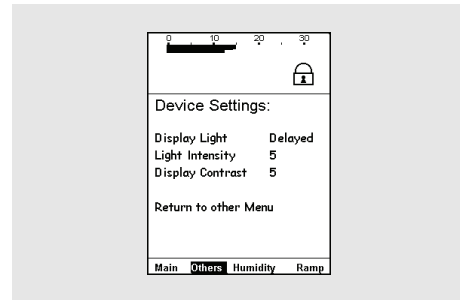 0 10 20 30
Device Settings:
Display Light Delayed
Light Intensity 5
Display Contrast 5
Return to other Menu
Main Others Humidity Ramp